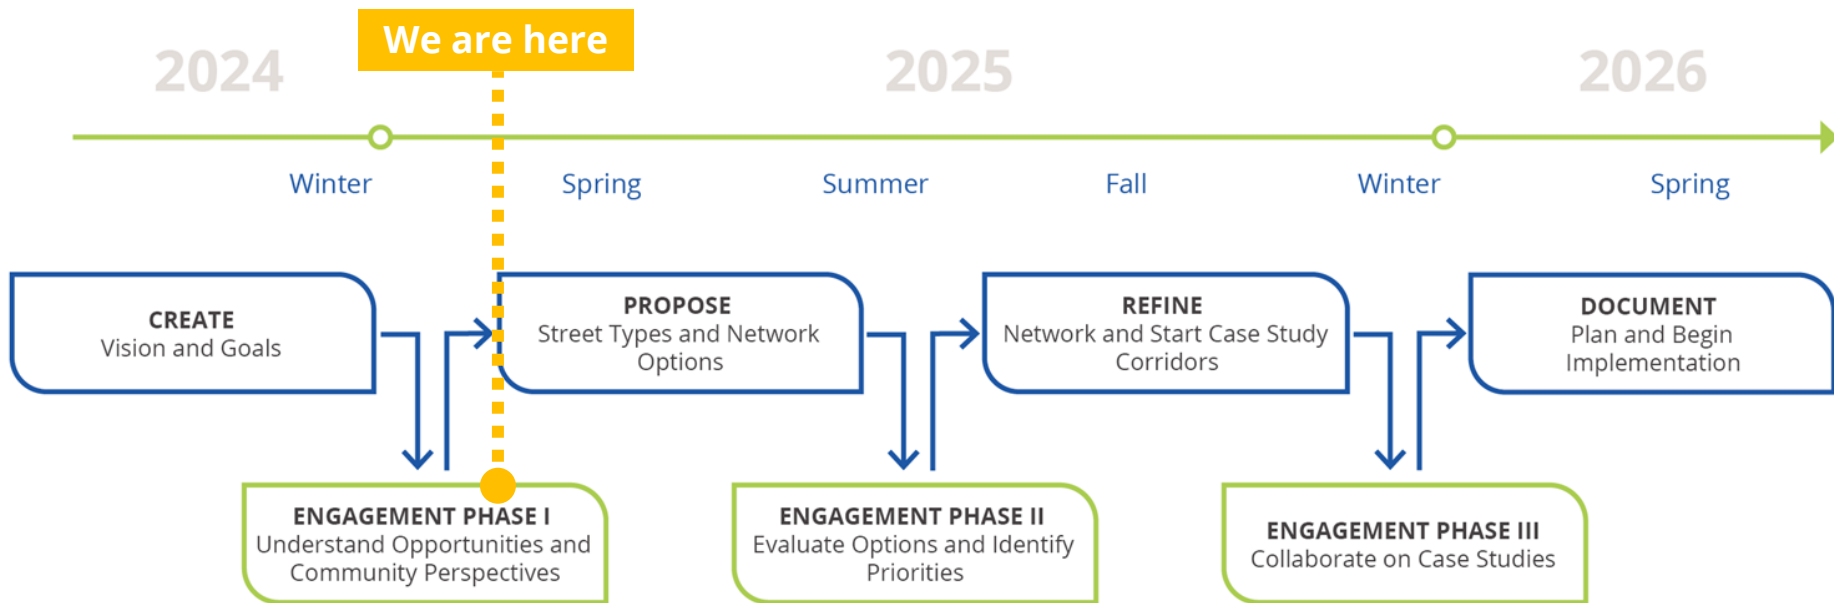 We are here
2024
2025
2026
Winter
Spring
Summer
Fall
Winter
Spring
CREATE
Vision and Goals
PROPOSE
Street Types and Network
Options
REFINE
Network and Start Case Study
Corridors
DOCUMENT
Plan and Begin
Implementation
ENGAGEMENT PHASE I
Understand Opportunities and
Community Perspectives
ENGAGEMENT PHASE II
Evaluate Options and Identify
Priorities
ENGAGEMENT PHASE III
Collaborate on Case Studies